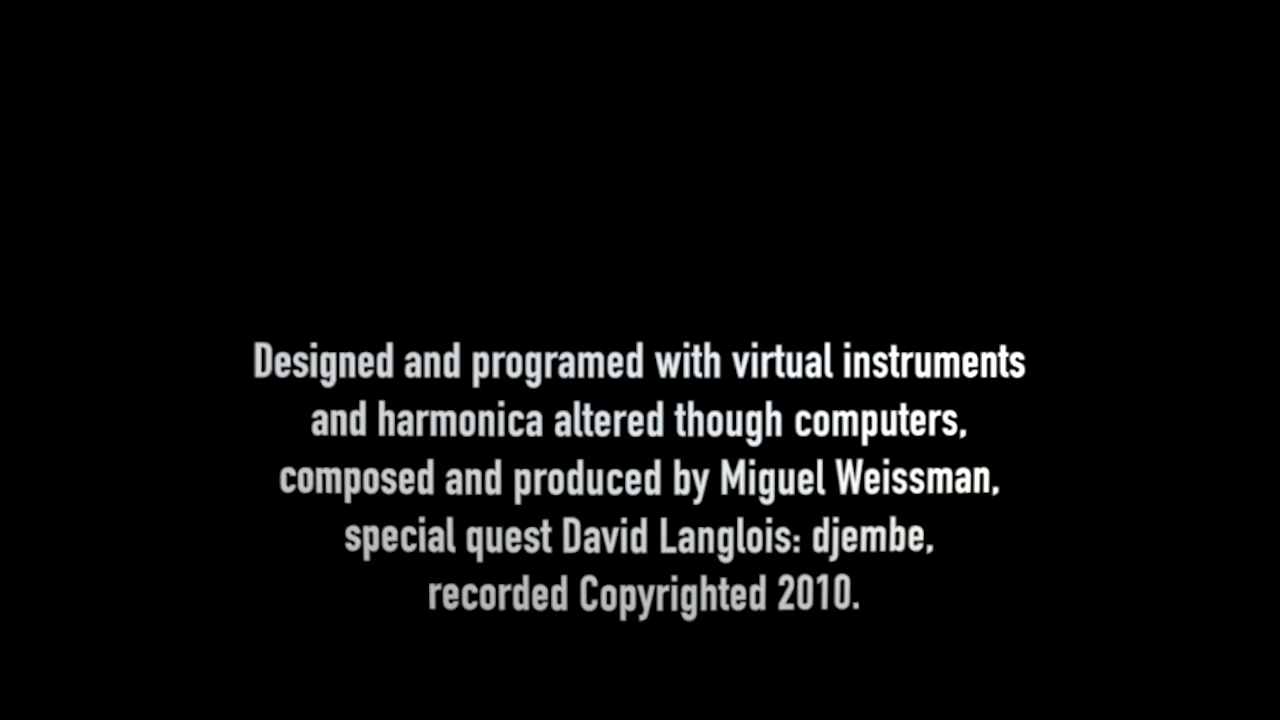 Designed and programed with virtual instruments
and harmonica altered though computers,
composed and produced by Miguel Weissman,
special quest David Langlois: djembe,
recorded Copyrighted 2010.